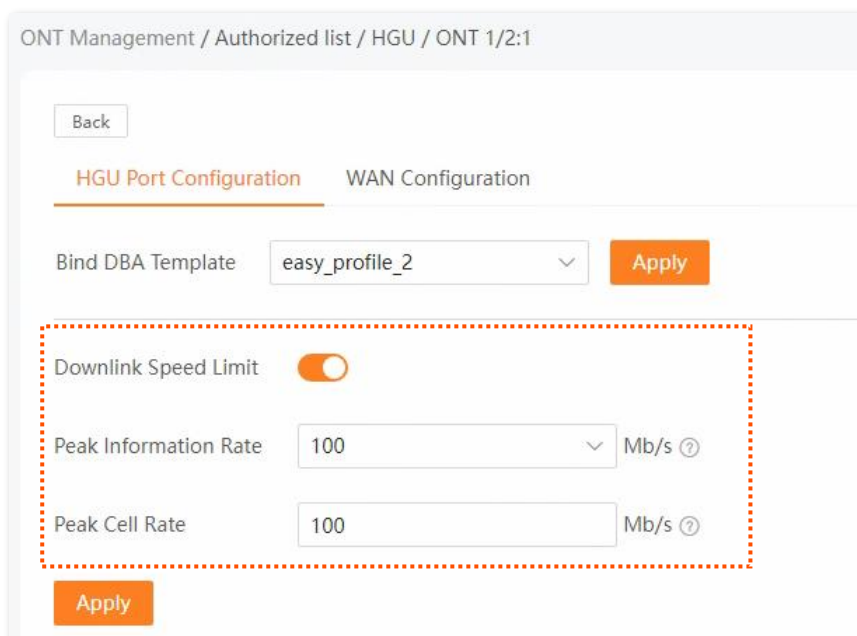 ONT Management / Authorized list / HGU / ONT 1/2:1
Back
HGU Port Configuration WAN Configuration
Bind DBA Template easy_profile_2 Apply
Downlink Speed Limit
Peak Information Rate 100 Mb/s ?
Peak Cell Rate 100 Mb/s ?
Apply